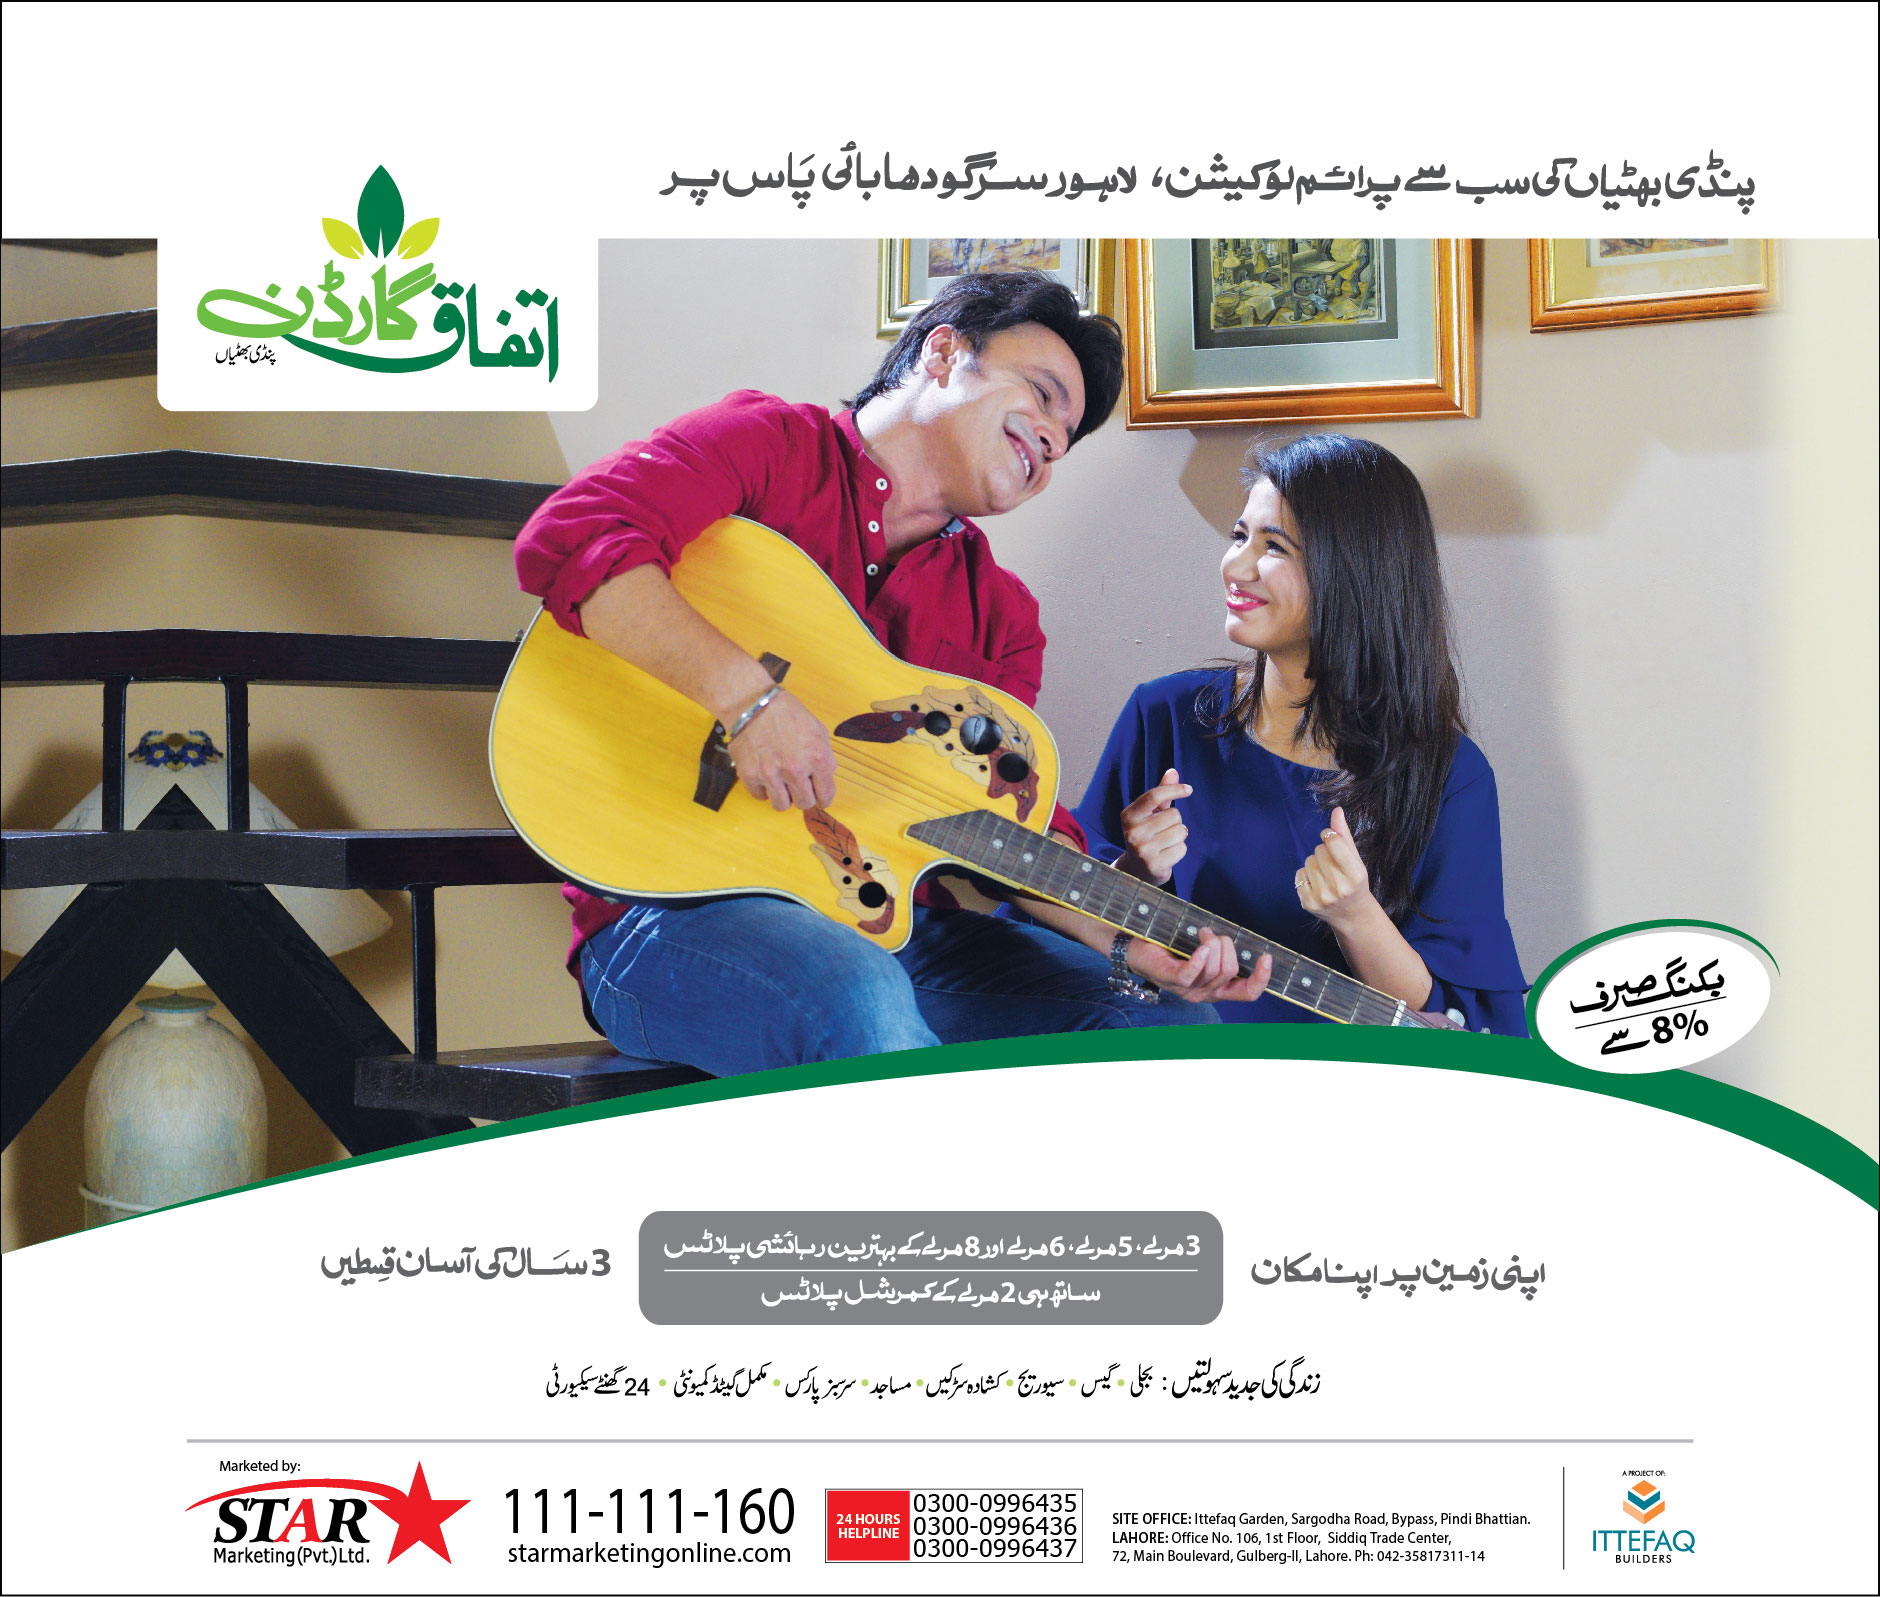 پنڈی بھٹیاں کی سب سے پرائم لوکیشن، لاہور سرگودھا بائی پاس پر
اتفاق گارڈن
پنڈی بھٹیاں
بکنگ صرف
8% سے
اپنی زمین پر اپنا مکان
3 مرلے، 5 مرلے، 6 مرلے اور 8 مرلے کے بہترین رہائشی پلاٹس
ساتھ ہی 2 مرلے کے کمرشل پلاٹس
3 سال کی آسان قسطیں
زندگی کی جدید سہولتیں: بجلی • گیس • سیوریج • کشادہ سڑکیں • مساجد • سرسبز پارکس • مکمل گیٹڈ کمیونٹی • 24 گھنٹے سیکیورٹی
Marketed by:
STAR
Marketing (Pvt.) Ltd.
111-111-160
starmarketingonline.com
24 HOURS
HELPLINE
0300-0996435
0300-0996436
0300-0996437
SITE OFFICE: Ittefaq Garden, Sargodha Road, Bypass, Pindi Bhattian.
LAHORE: Office No. 106, 1st Floor, Siddiq Trade Center,
72, Main Boulevard, Gulberg-II, Lahore. Ph: 042-35817311-14
A PROJECT OF:
ITTEFAQ
BUILDERS